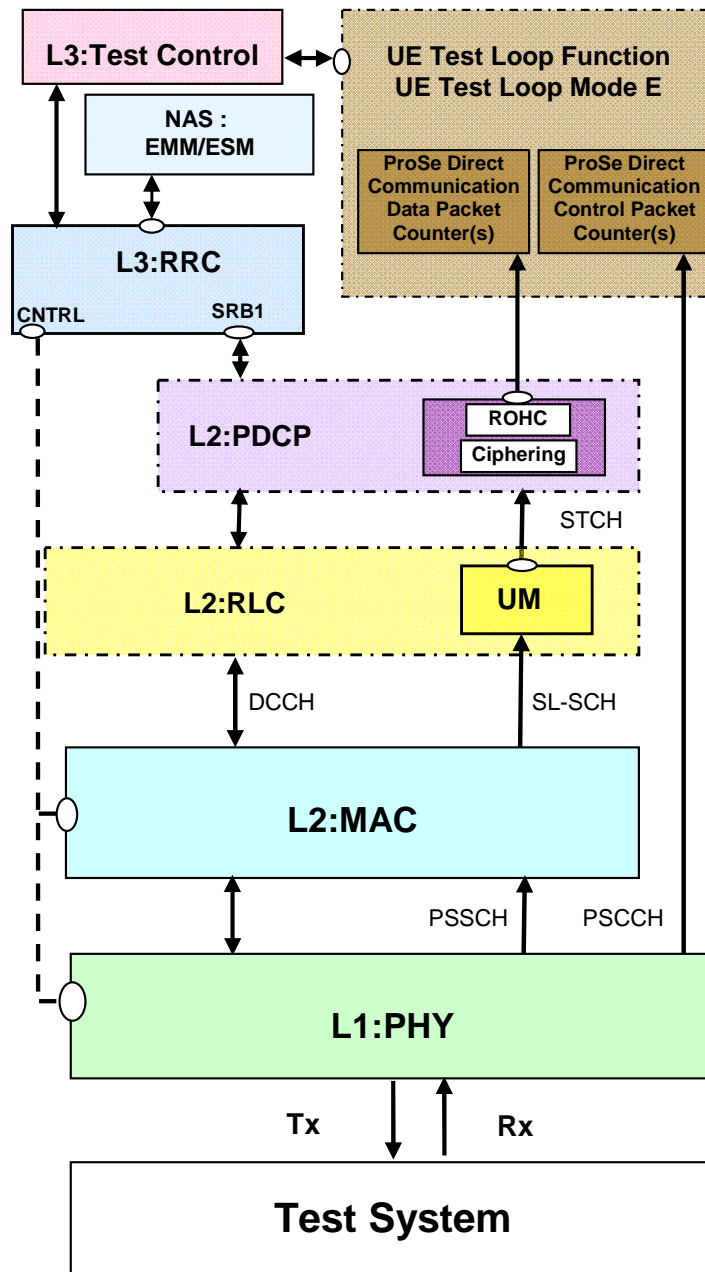 L3:Test Control
UE Test Loop Function
UE Test Loop Mode E
NAS :
EMM/ESM
ProSe Direct
Communication
Data Packet
Counter(s)
ProSe Direct
Communication
Control Packet
Counter(s)
L3:RRC
CNTRL
SRB1
L2:PDCP
ROHC
Ciphering
STCH
L2:RLC
UM
DCCH
SL-SCH
L2:MAC
PSSCH
PSCCH
L1:PHY
Tx
Rx
Test System